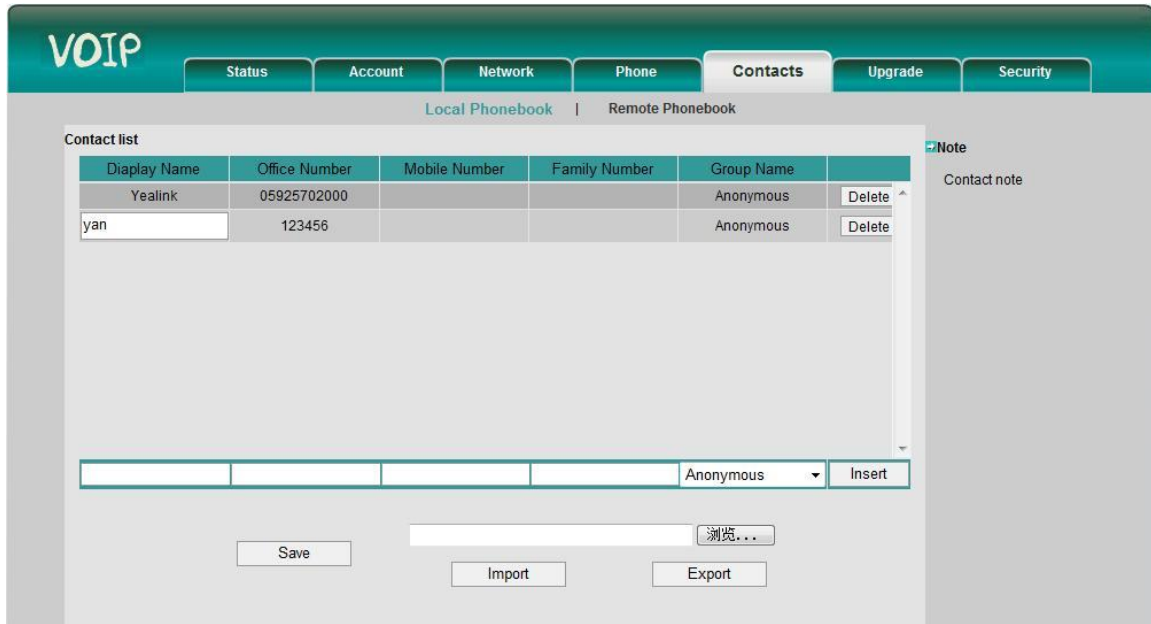 VOIP
Status Account Network Phone Contacts Upgrade Security
Local Phonebook | Remote Phonebook
Contact list
Note
Diaplay Name Office Number Mobile Number Family Number Group Name
Contact note
Yealink 05925702000 Anonymous Delete
yan 123456 Anonymous Delete
Anonymous Insert
浏览...
Save
Import Export